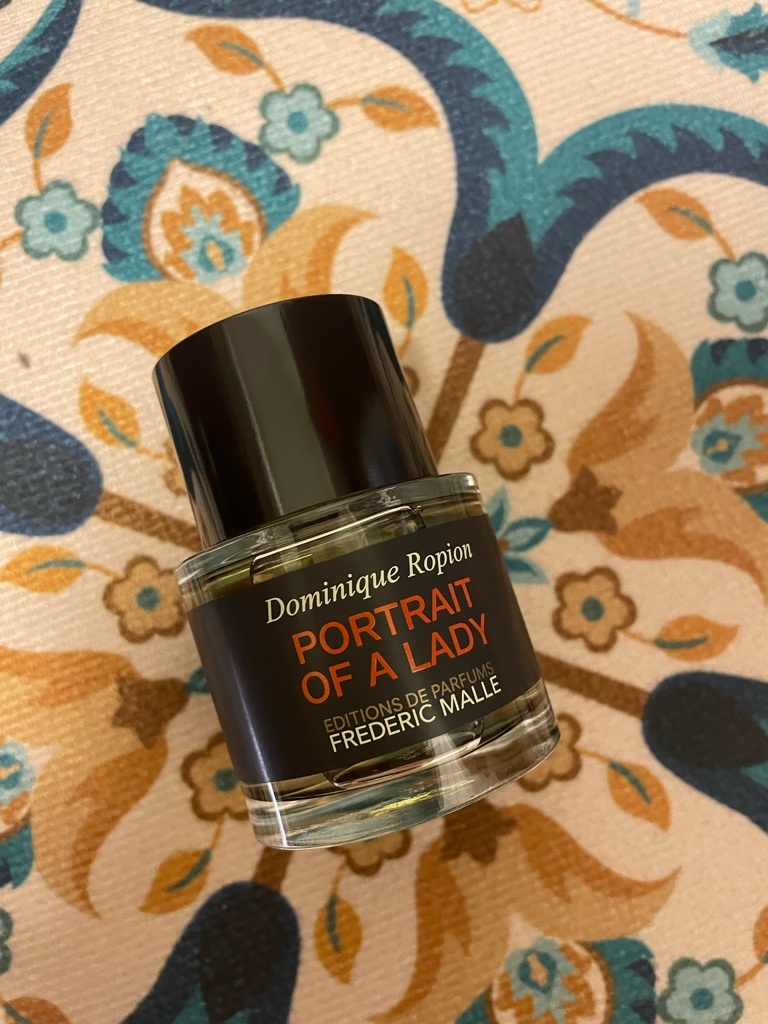 Dominique Ropion
PORTRAIT
OF A LADY
EDITIONS DE PARFUMS
FREDERIC MALLE